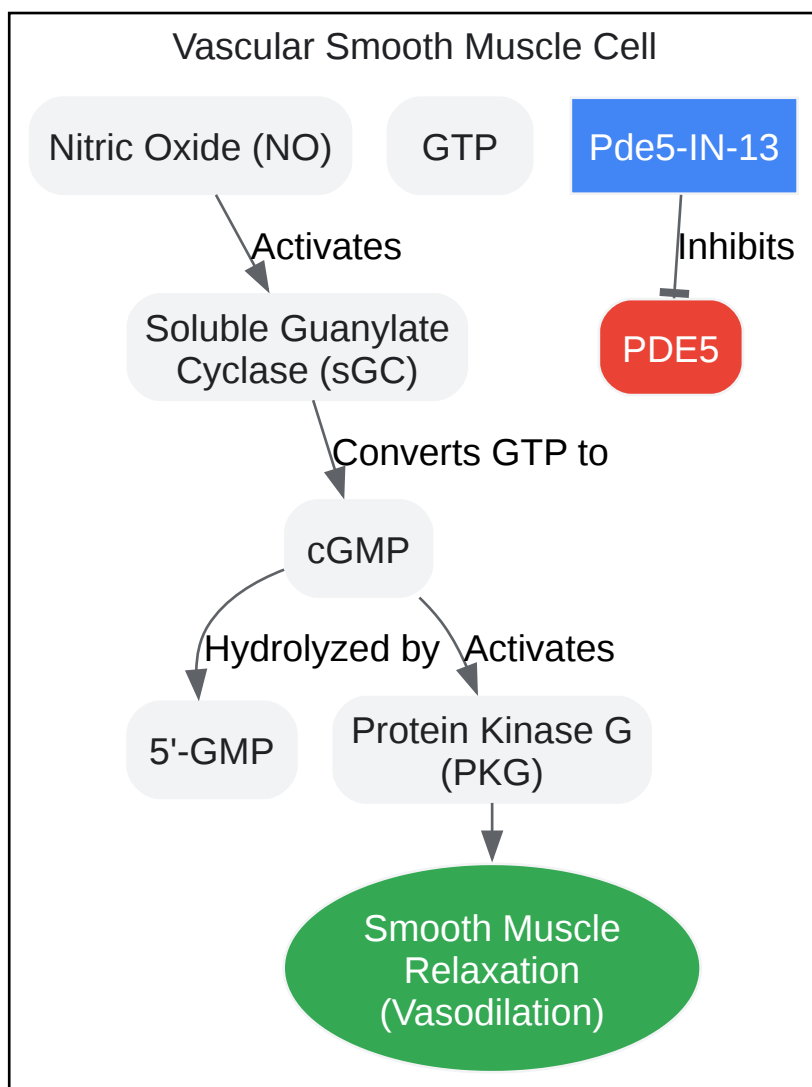 Vascular Smooth Muscle Cell
Nitric Oxide (NO)
GTP
Pde5-IN-13
Activates
Inhibits
Soluble Guanylate
Cyclase (sGC)
PDE5
Converts GTP to
cGMP
Hydrolyzed by
Activates
5'-GMP
Protein Kinase G
(PKG)
Smooth Muscle
Relaxation
(Vasodilation)